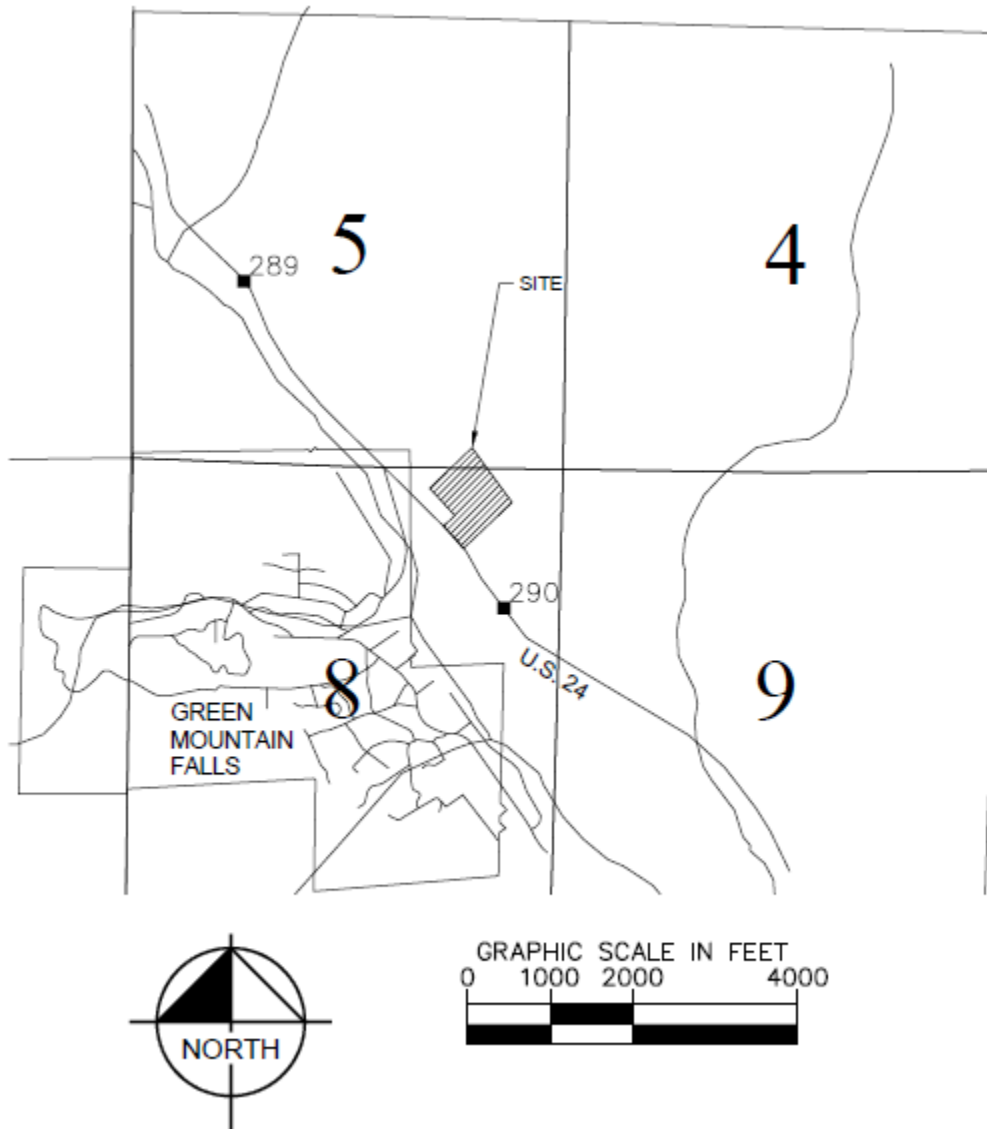 5
4
289
SITE
290
U.S. 24
8
9
GREEN
MOUNTAIN
FALLS
GRAPHIC SCALE IN FEET
0 1000 2000 4000
NORTH